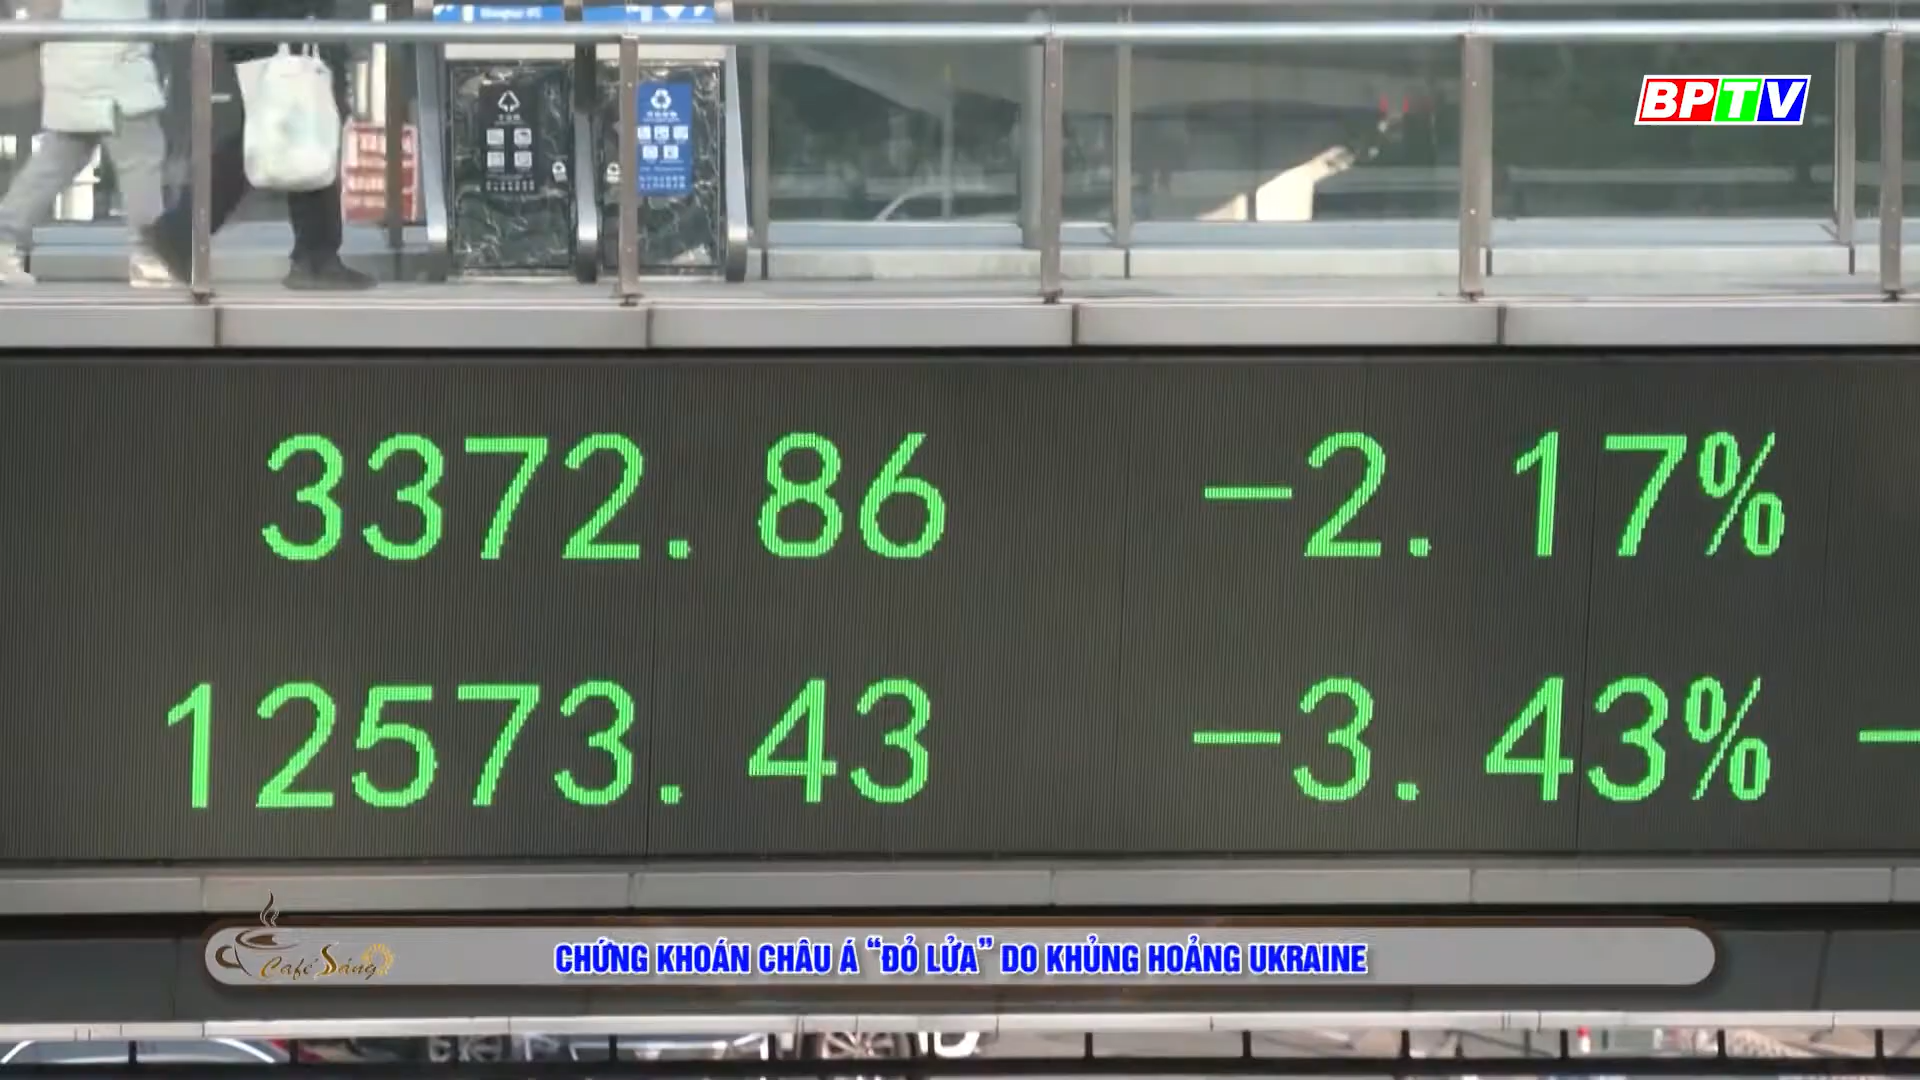 BPTV
3372.86 -2.17%
12573.43 -3.43% -
Café Sáng
CHỨNG KHOÁN CHÂU Á “ĐỎ LỬA” DO KHỦNG HOẢNG UKRAINE